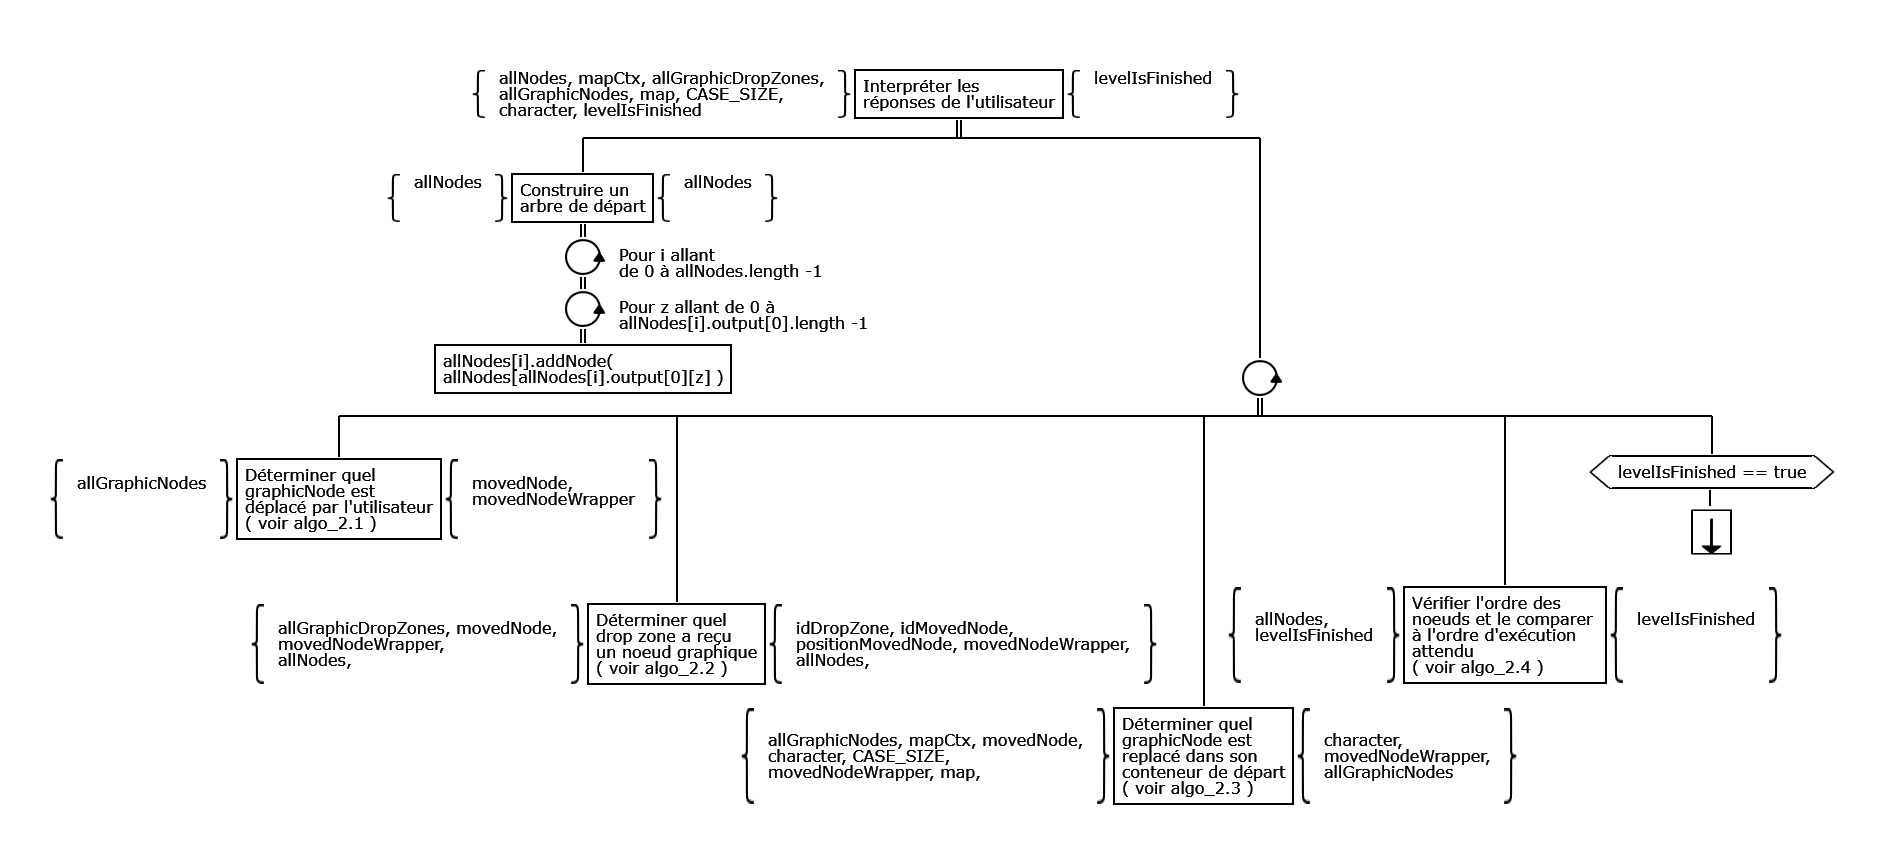 allNodes, mapCtx, allGraphicDropZones,
allGraphicNodes, map, CASE_SIZE,
character, levelIsFinished
Interpréter les
réponses de l'utilisateur
levelIsFinished
allNodes
Construire un
arbre de départ
allNodes
Pour i allant
de 0 à allNodes.length -1
Pour z allant de 0 à
allNodes[i].output[0].length -1
allNodes[i].addNode(
allNodes[allNodes[i].output[0][z] )
allGraphicNodes
Déterminer quel
graphicNode est
déplacé par l'utilisateur
( voir algo_2.1 )
movedNode,
movedNodeWrapper
levelIsFinished == true
allGraphicDropZones, movedNode,
movedNodeWrapper,
allNodes,
Déterminer quel
drop zone a reçu
un noeud graphique
( voir algo_2.2 )
idDropZone, idMovedNode,
positionMovedNode, movedNodeWrapper,
allNodes,
allNodes,
levelIsFinished
Vérifier l'ordre des
noeuds et le comparer
à l'ordre d'exécution
attendu
( voir algo_2.4 )
levelIsFinished
allGraphicNodes, mapCtx, movedNode,
character, CASE_SIZE,
movedNodeWrapper, map,
Déterminer quel
graphicNode est
replacé dans son
conteneur de départ
( voir algo_2.3 )
character,
movedNodeWrapper,
allGraphicNodes